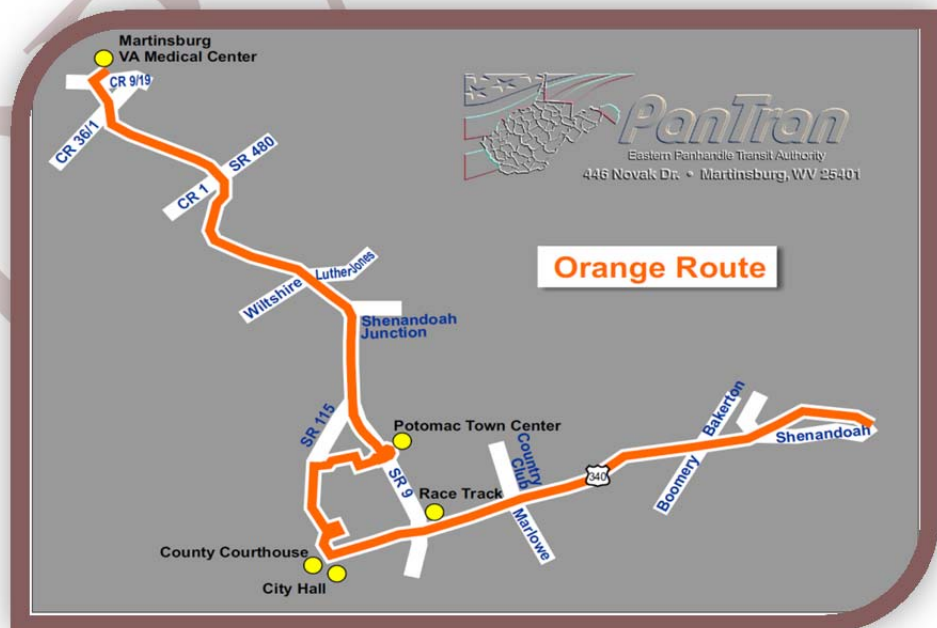 Martinsburg
VA Medical Center
CR 9/19
CR 36/1
SR 480
CR 1
PanTran
Eastern Panhandle Transit Authority
446 Novak Dr. • Martinsburg, WV 25401
Orange Route
LutherJones
Wiltshire
Shenandoah
Junction
SR 115
Potomac Town Center
SR 9
Race Track
Country
Club
Marlowe
340
Bakerton
Boomery
Shenandoah
County Courthouse
City Hall